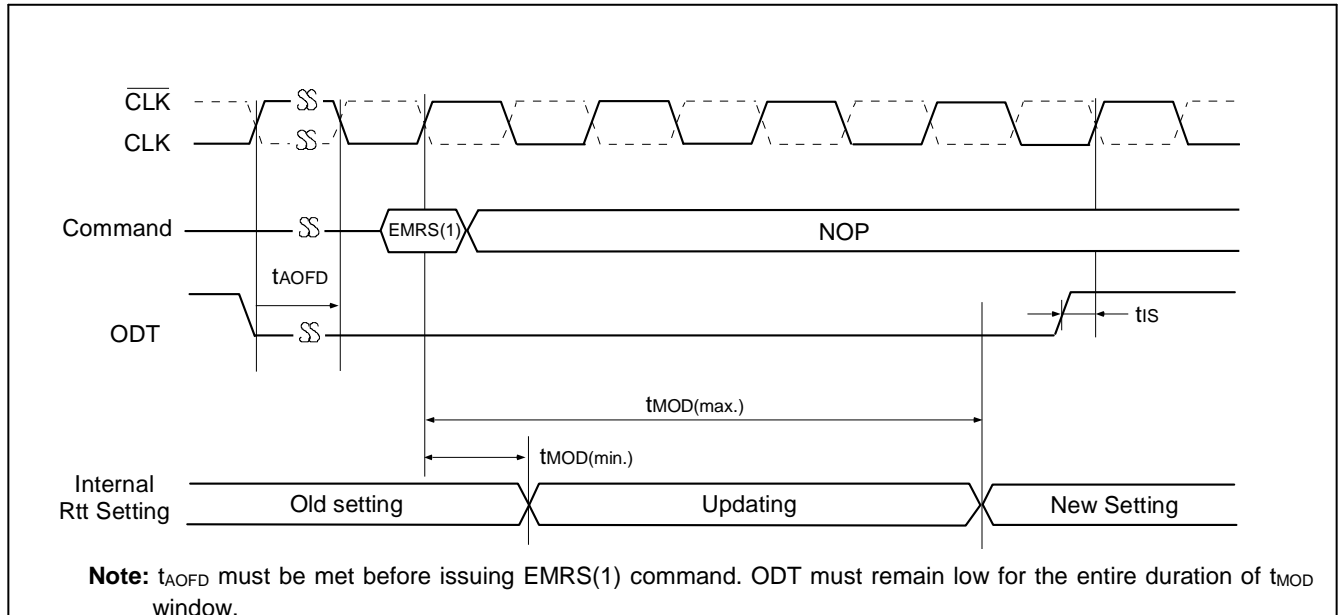 CLK
CLK
Command
EMRS(1)
NOP
tAOFD
ODT
tIS
tMOD(max.)
tMOD(min.)
Internal
Rtt Setting
Old setting
Updating
New Setting
Note: tAOFD must be met before issuing EMRS(1) command. ODT must remain low for the entire duration of tMOD
window.